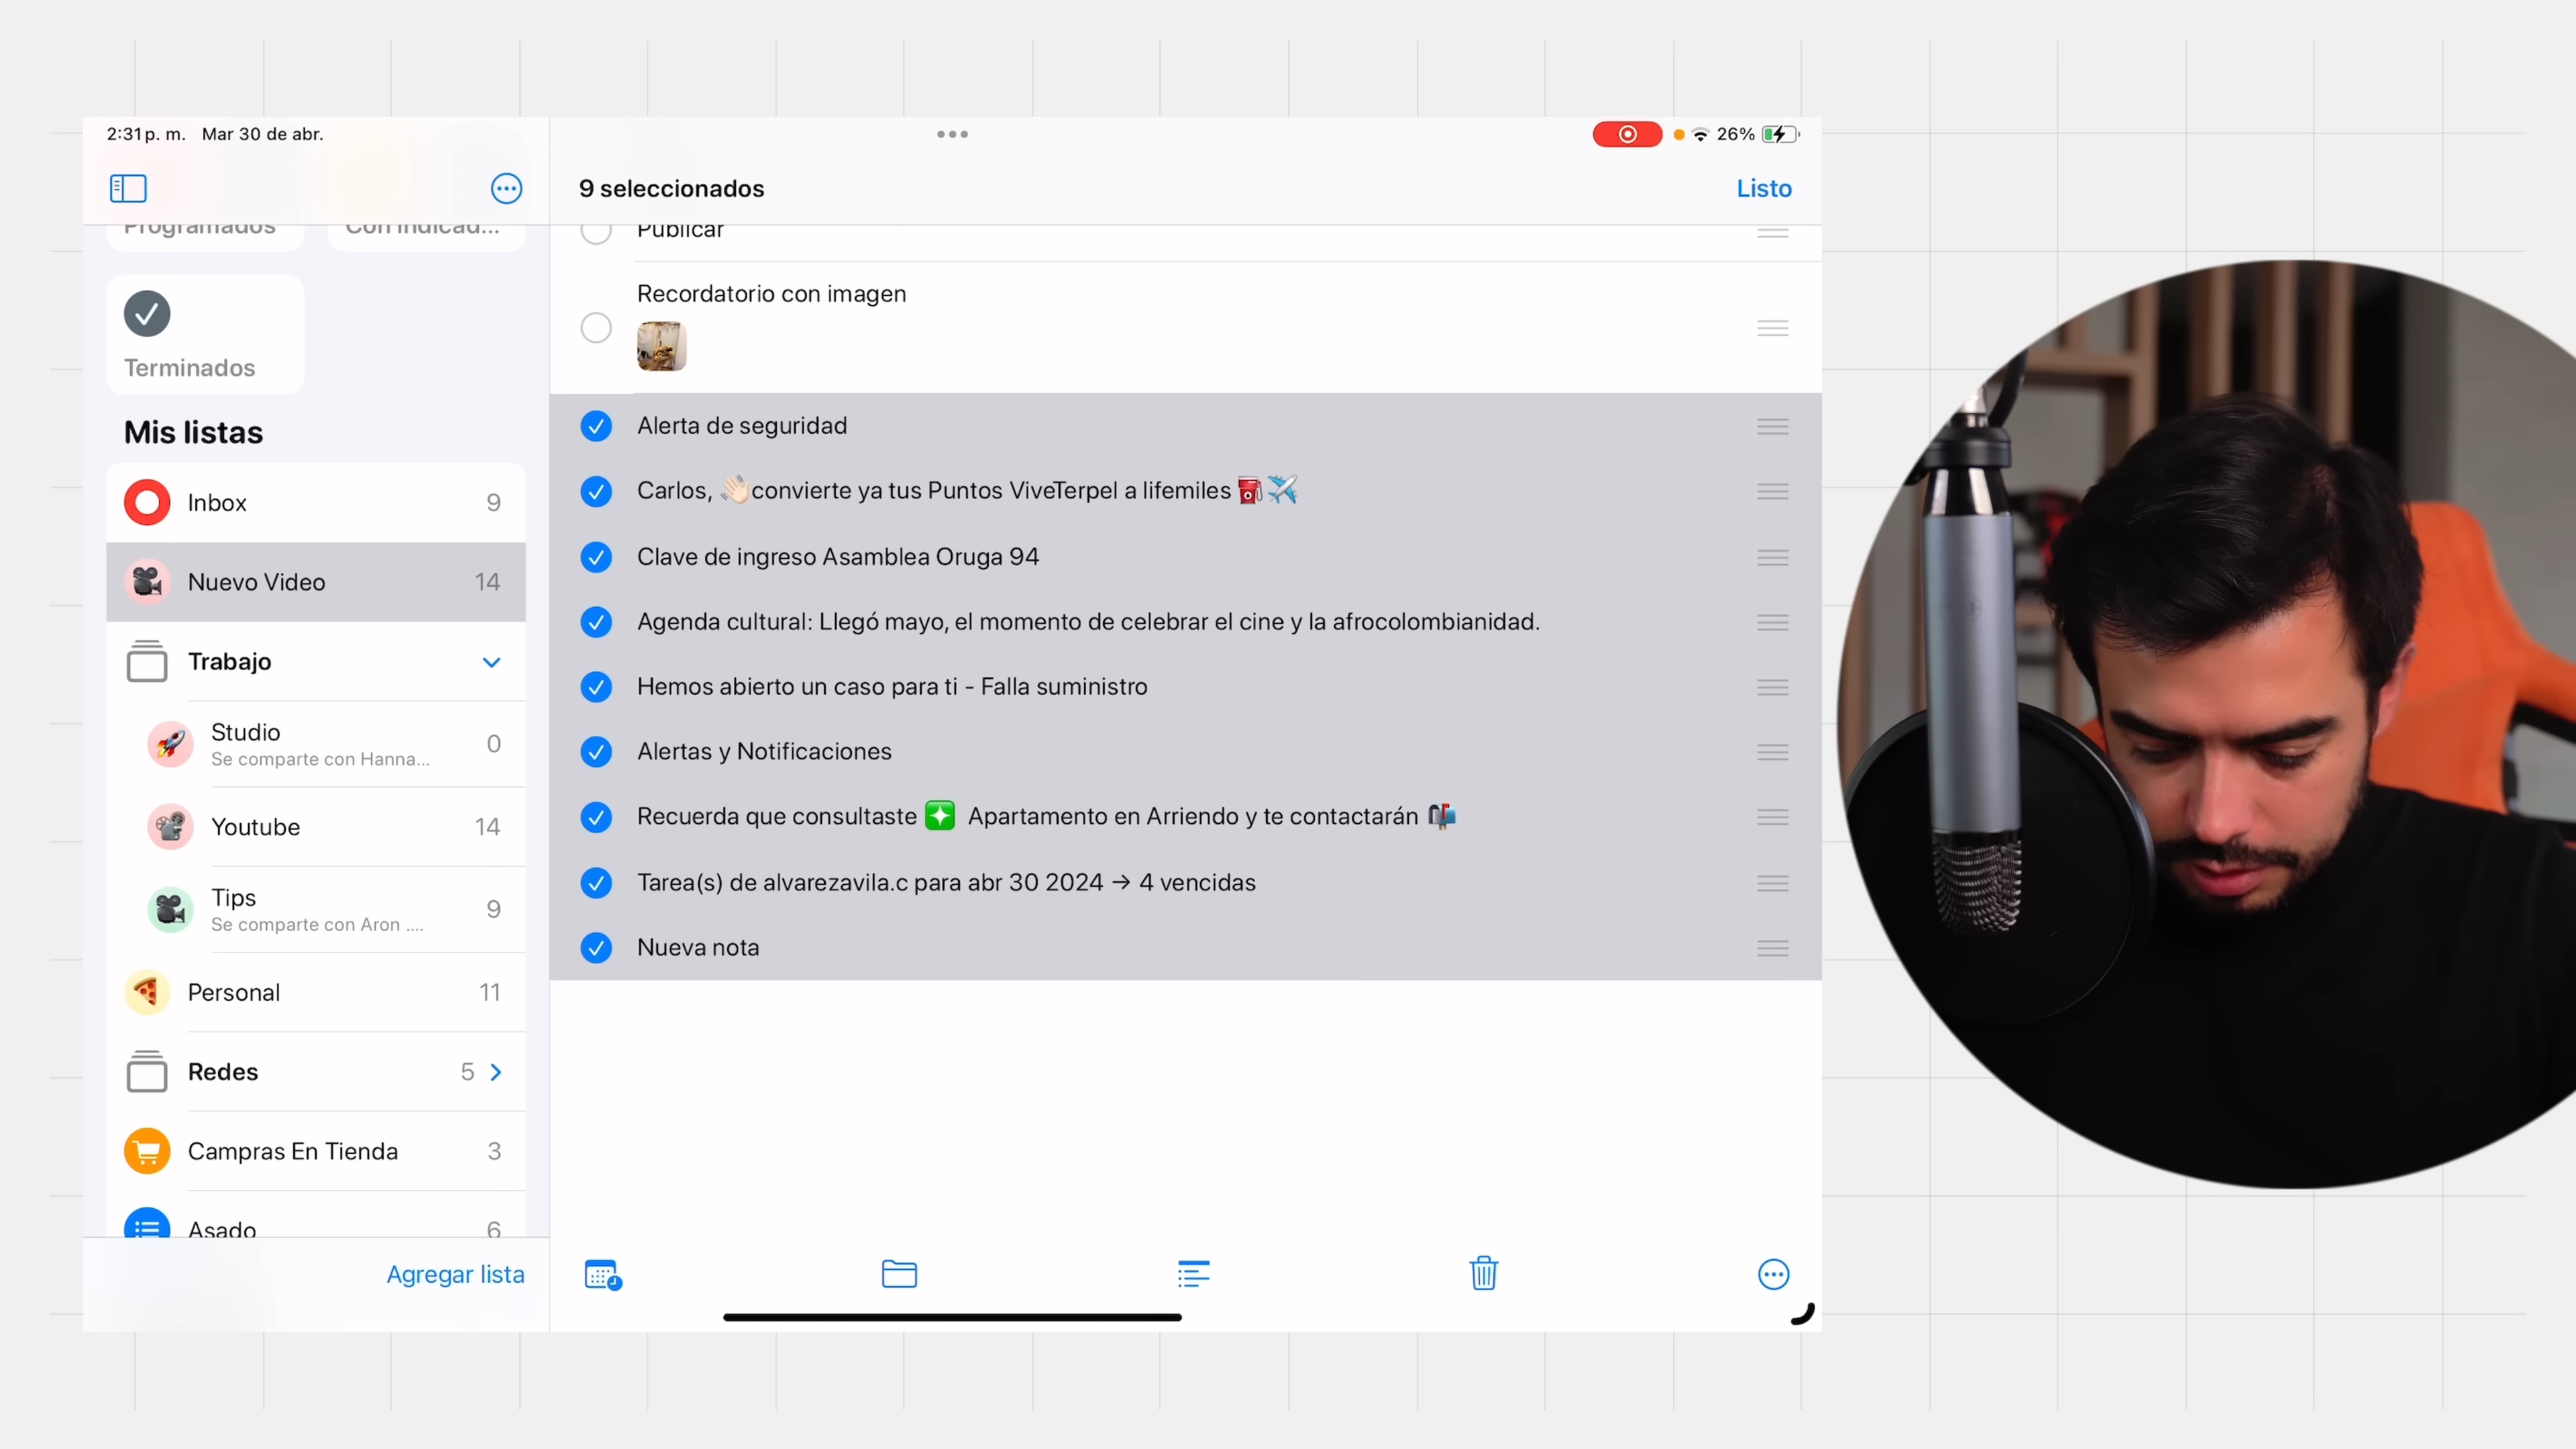 2:31 p. m. Mar 30 de abr.
26%
9 seleccionados
Listo
Programados
Con indicad...
Terminados
Mis listas
Inbox 9
Nuevo Video 14
Trabajo
Studio 0
Se comparte con Hanna...
Youtube 14
Tips 9
Se comparte con Aron ....
Personal 11
Redes 5
Campras En Tienda 3
Asado 6
Agregar lista
Publicar
Recordatorio con imagen
Alerta de seguridad
Carlos, 👋🏻convierte ya tus Puntos ViveTerpel a lifemiles ⛽✈️
Clave de ingreso Asamblea Oruga 94
Agenda cultural: Llegó mayo, el momento de celebrar el cine y la afrocolombianidad.
Hemos abierto un caso para ti - Falla suministro
Alertas y Notificaciones
Recuerda que consultaste ❇️ Apartamento en Arriendo y te contactarán 📬
Tarea(s) de alvarezavila.c para abr 30 2024 → 4 vencidas
Nueva nota